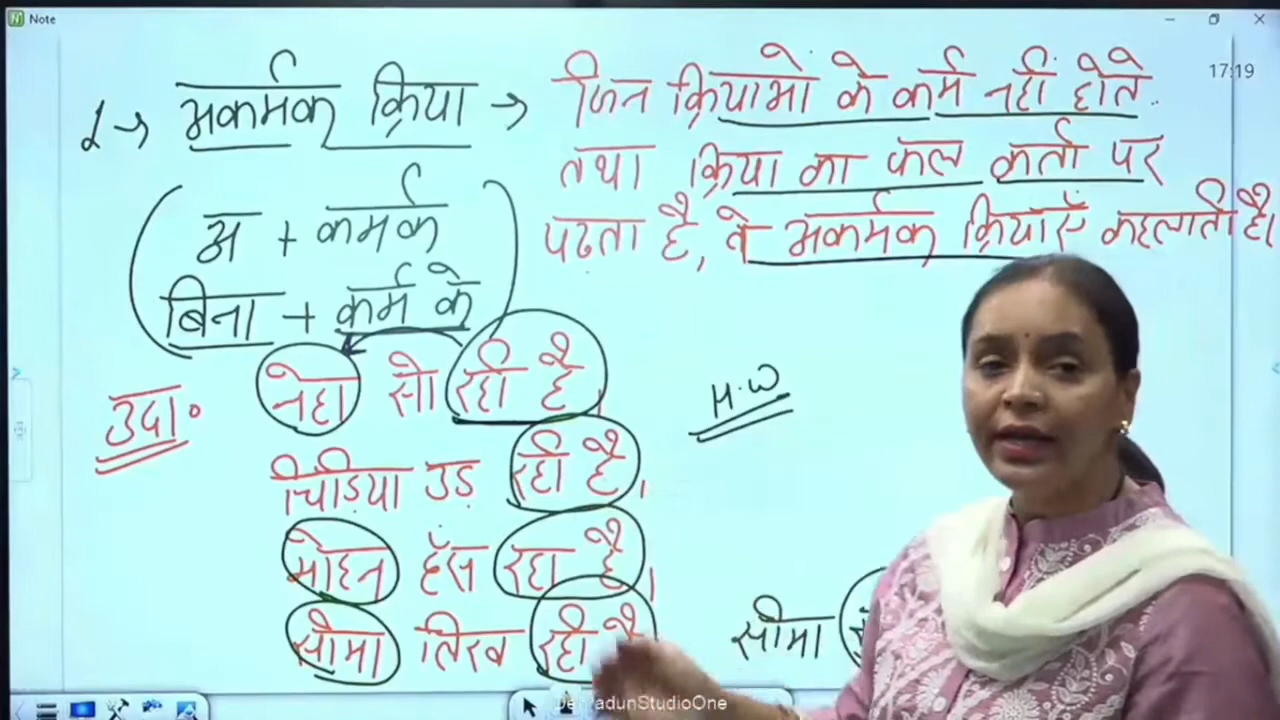 Note
17:19
1→ अकर्मक क्रिया → जिन क्रियाओं के कर्म नहीं होते
तथा क्रिया का फल कर्ता पर
पढता है, वे अकर्मक क्रियाएँ कहलाती है।
अ + कर्मक
बिना + कर्म के
उदा० नेहा सो रही है।
H.W
चिडिया उड रही है।
मोहन हँस रहा है।
सीमा लिख रही है
सीमा
DehradunStudioOne